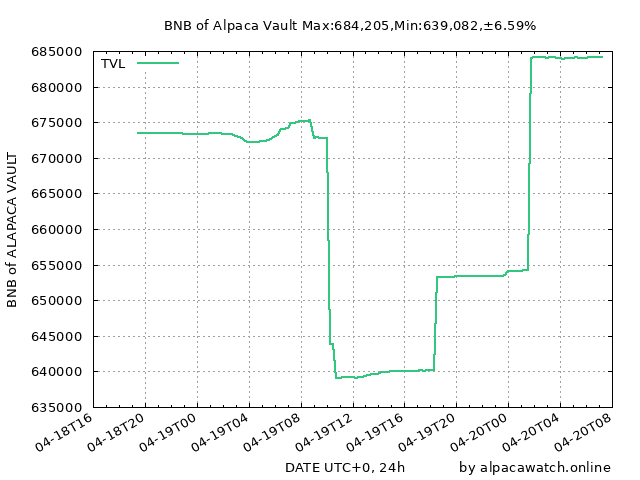 BNB of Alpaca Vault Max:684,205,Min:639,082,±6.59%
TVL
BNB of ALAPACA VAULT
685000
680000
675000
670000
665000
660000
655000
650000
645000
640000
635000
04-18T16
04-18T20
04-19T00
04-19T04
04-19T08
04-19T12
04-19T16
04-19T20
04-20T00
04-20T04
04-20T08
DATE UTC+0, 24h
by alpacawatch.online